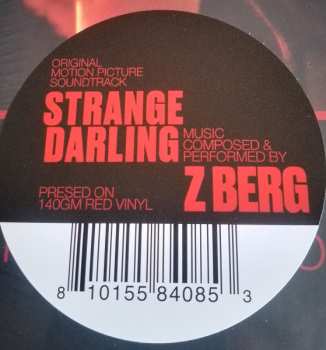 ORIGINAL
MOTION PICTURE
SOUNDTRACK
STRANGE
DARLING
MUSIC
COMPOSED &
PERFORMED BY
Z BERG
PRESED ON
140GM RED VINYL
8 10155 84085 3